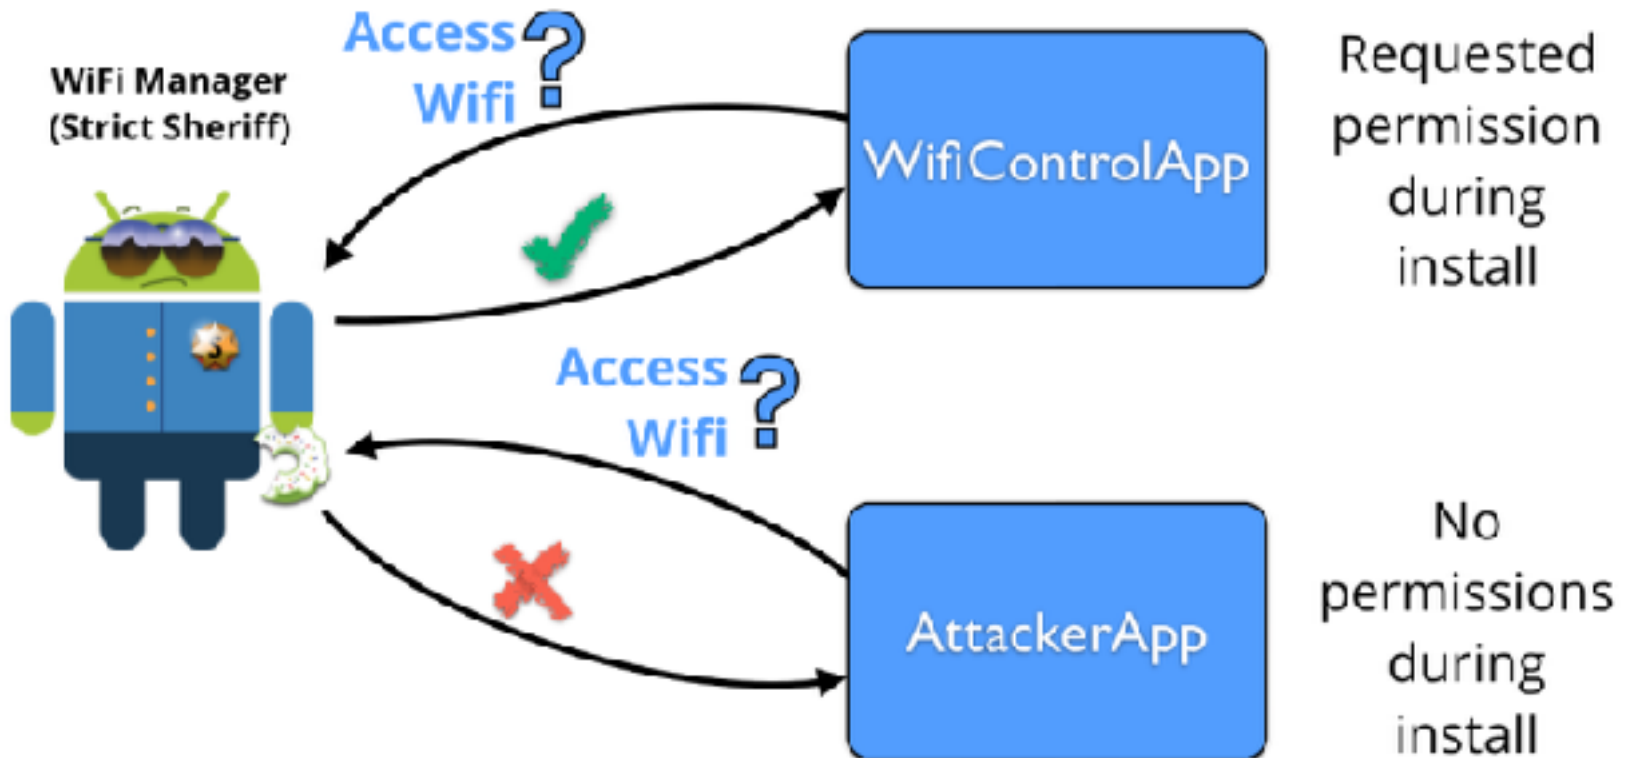 WiFi Manager
(Strict Sheriff)
Access
Wifi
?
WifiControlApp
Requested
permission
during
install
S
Access
Wifi
?
AttackerApp
No
permissions
during
install